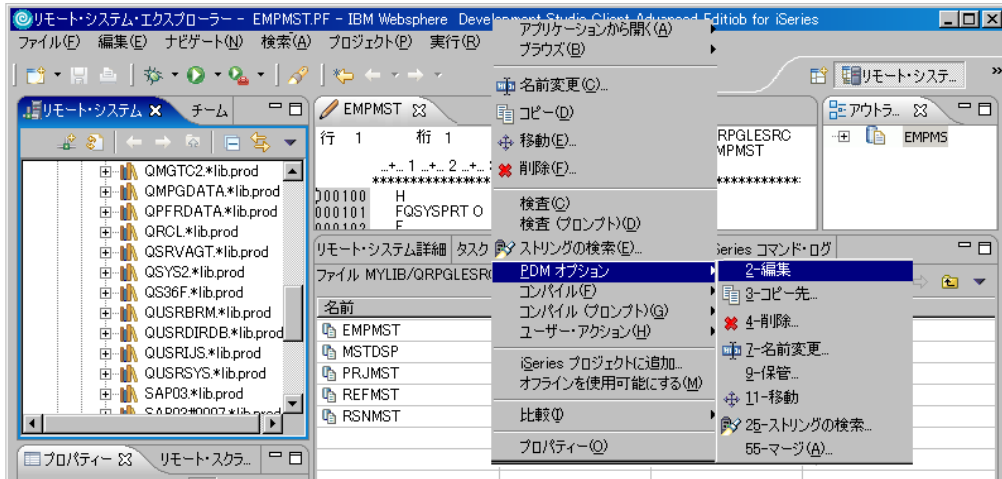 リモート・システム・エクスプローラー - EMPMST.PF - IBM Websphere Development Studio Client Advanced Editiob for iSeries
ファイル(F) 編集(E) ナビゲート(N) 検索(A) プロジェクト(P) 実行(R)
リモート・システ...
リモート・システム チーム
QMGTC2.*lib.prod
QMPGDATA.*lib.prod
QPFRDATA.*lib.prod
QRCL.*lib.prod
QSRVAGT.*lib.prod
QSYS2.*lib.prod
QS36F.*lib.prod
QUSRBRM.*lib.prod
QUSRDIRDB.*lib.prod
QUSRIJS.*lib.prod
QUSRSYS.*lib.prod
SAP03.*lib.prod
SAP03#0007.*lib.prod
プロパティー リモート・スクラ...
EMPMST
行 1 桁 1
RPGLESRC
MPMST
...+... 1 ...+... 2 ...+...
000100 H
000101 FQSYSPRT O
000102 F
アウトラ...
EMPMS
リモート・システム詳細 タスク
Series コマンド・ログ
ファイル MYLIB/QRPGLESR
名前
EMPMST
MSTDSP
PRJMST
REFMST
RSNMST
アプリケーションから開く(A)
ブラウズ(B)
名前変更(C)...
コピー(D)
移動(E)...
削除(F)...
検査(C)
検査 (プロンプト)(D)
ストリングの検索(E)...
PDM オプション
コンパイル(F)
コンパイル (プロンプト)(G)
ユーザー・アクション(H)
iSeries プロジェクトに追加...
オフラインを使用可能にする(M)
比較(I)
プロパティー(O)
2-編集
3-コピー先...
4-削除...
7-名前変更...
9-保管...
11-移動
25-ストリングの検索...
55-マージ(A)...